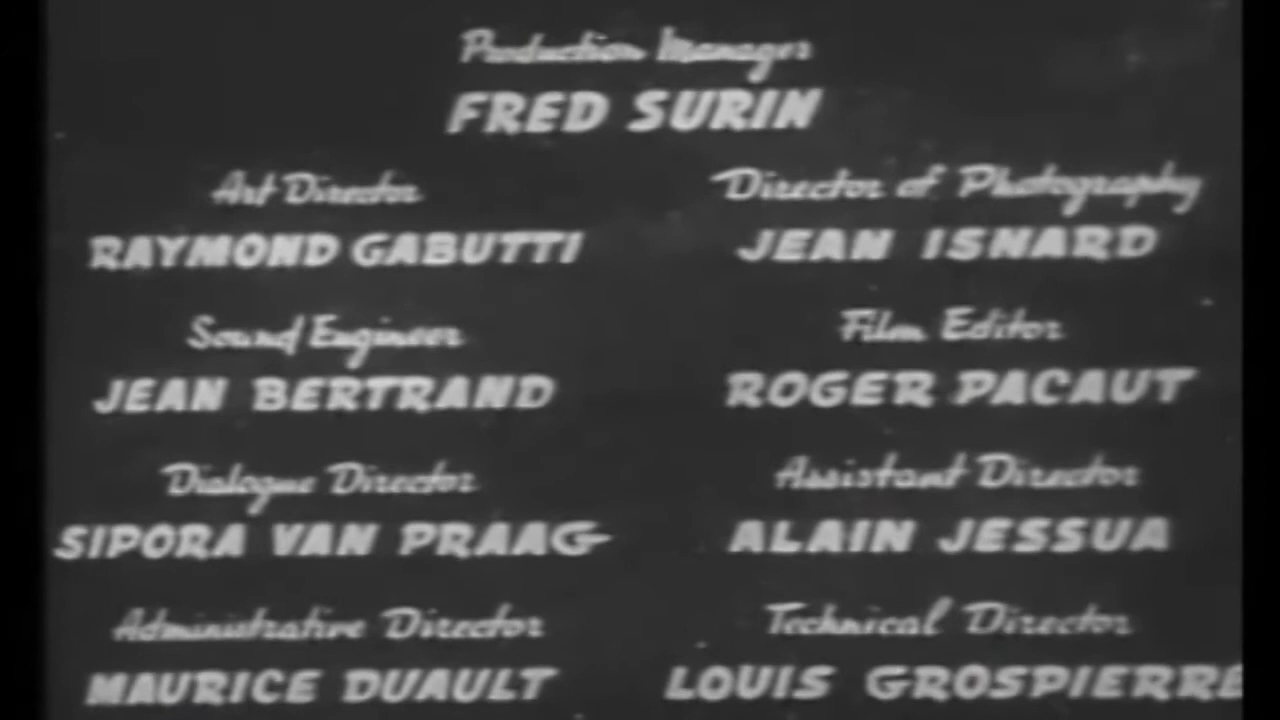 Production Manager
FRED SURIN
Art Director
RAYMOND GABUTTI
Director of Photography
JEAN ISNARD
Sound Engineer
JEAN BERTRAND
Film Editor
ROGER PACAUT
Dialogue Director
SIPORA VAN PRAAG
Assistant Director
ALAIN JESSUA
Administrative Director
MAURICE DUAULT
Technical Director
LOUIS GROSPIERRE